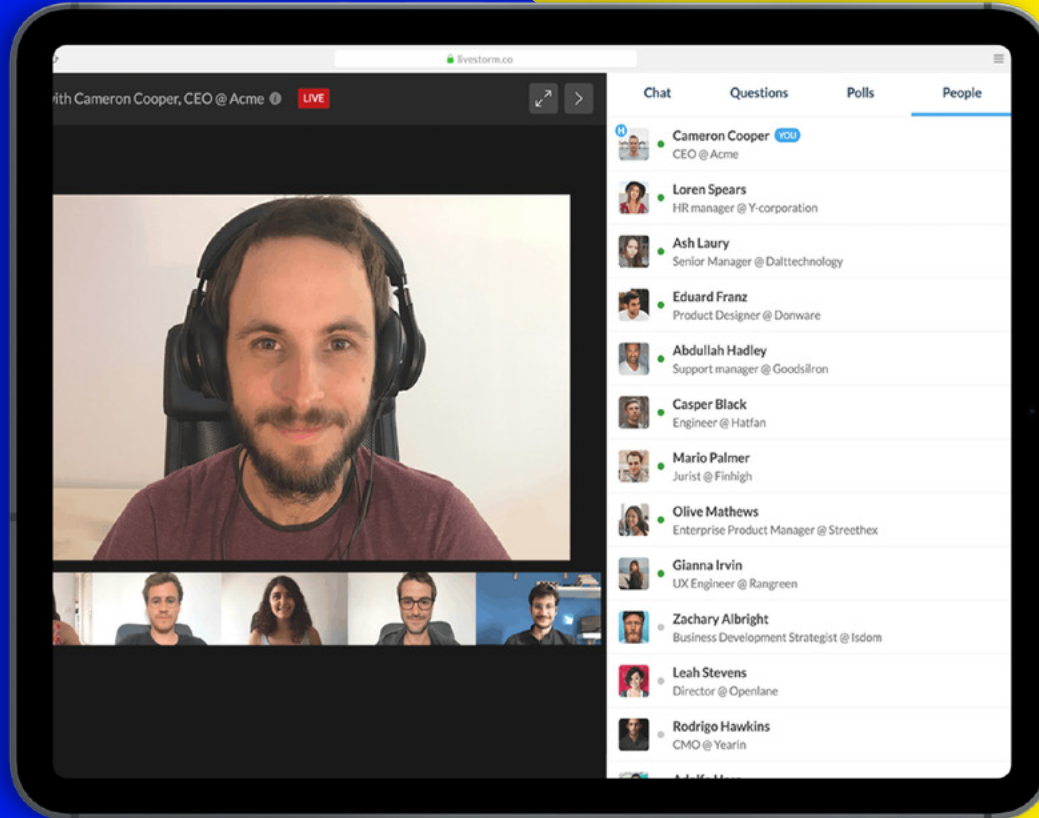 livestorm.co
ith Cameron Cooper, CEO @ Acme
LIVE
Chat Questions Polls People
H
Cameron Cooper YOU
CEO @ Acme
Loren Spears
HR manager @ Y-corporation
Ash Laury
Senior Manager @ Dalttechnology
Eduard Franz
Product Designer @ Donware
Abdullah Hadley
Support manager @ Goodsilron
Casper Black
Engineer @ Hatfan
Mario Palmer
Jurist @ Finhigh
Olive Mathews
Enterprise Product Manager @ Streethex
Gianna Irvin
UX Engineer @ Rangreen
Zachary Albright
Business Development Strategist @ Isdom
Leah Stevens
Director @ Openlane
Rodrigo Hawkins
CMO @ Yearin